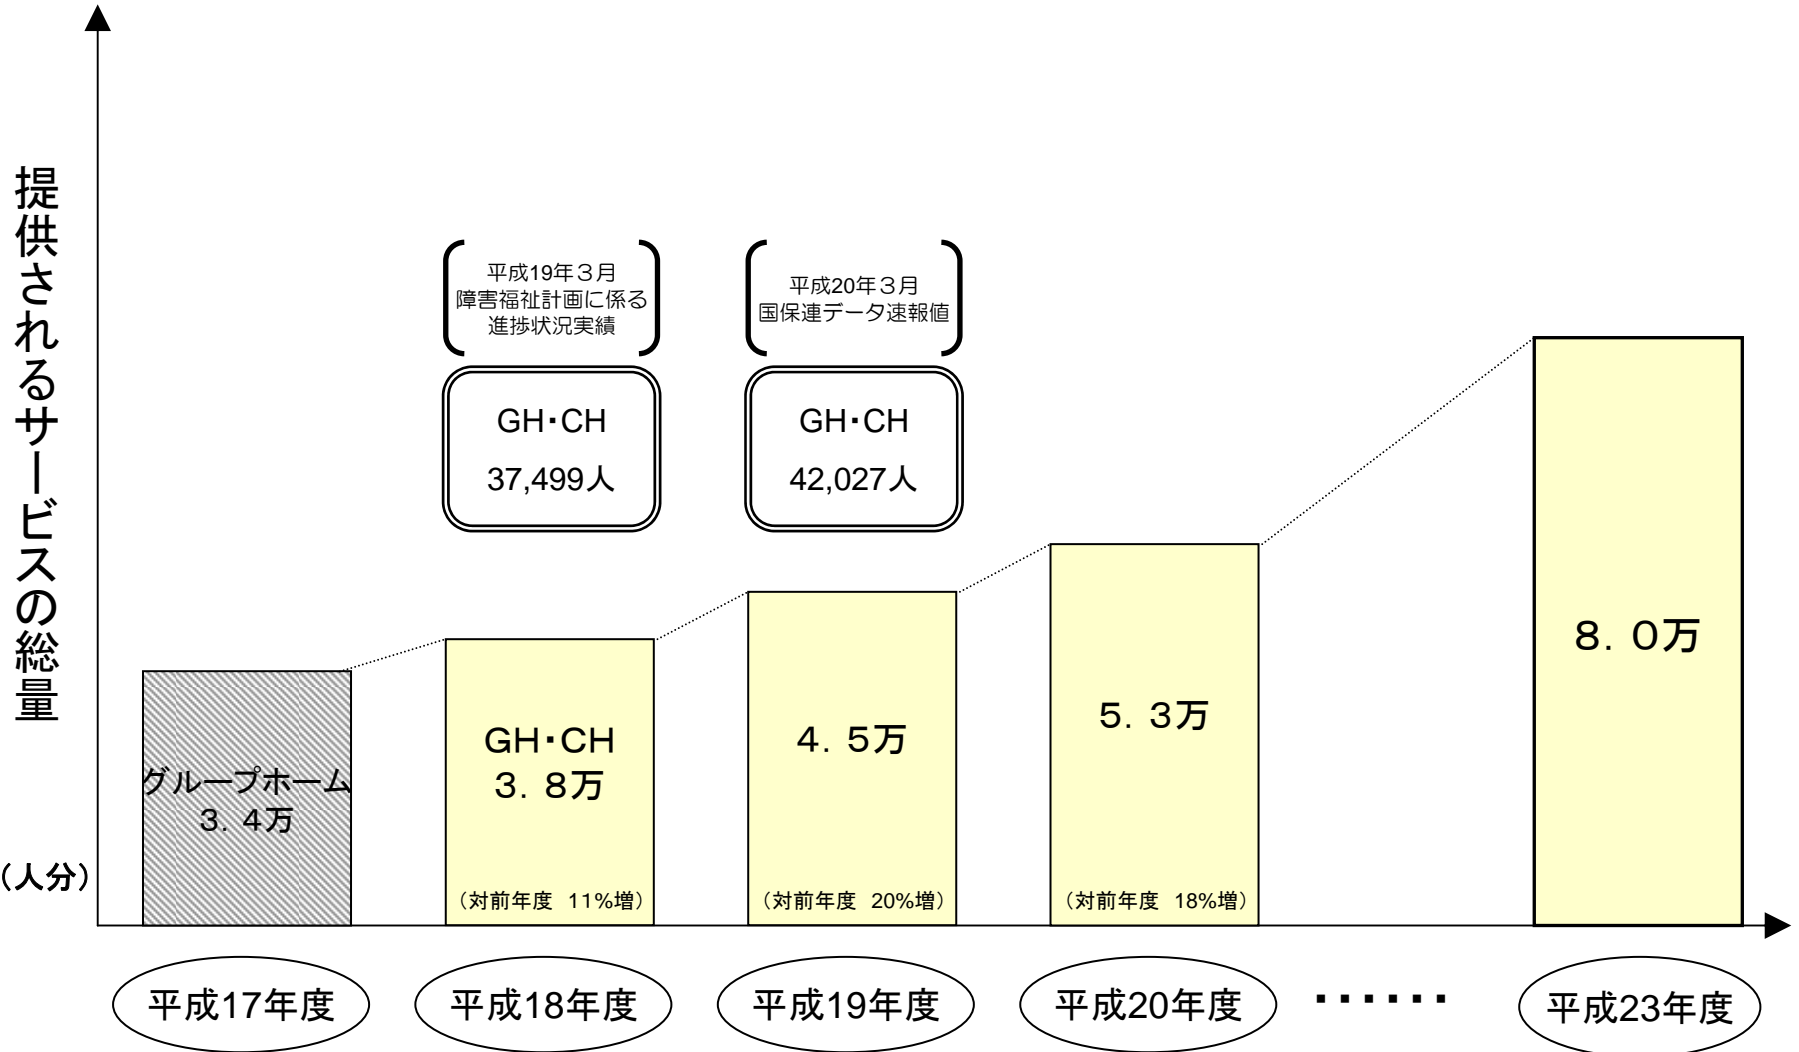 提供されるサービスの総量
（人分）
平成19年３月
障害福祉計画に係る
進捗状況実績
GH・CH
37,499人
平成20年３月
国保連データ速報値
GH・CH
42,027人
グループホーム
３．４万
GH・CH
３．８万
（対前年度　11%増）
４．５万
（対前年度　20%増）
５．３万
（対前年度　18%増）
８．０万
平成17年度
平成18年度
平成19年度
平成20年度
・・・・・・
平成23年度